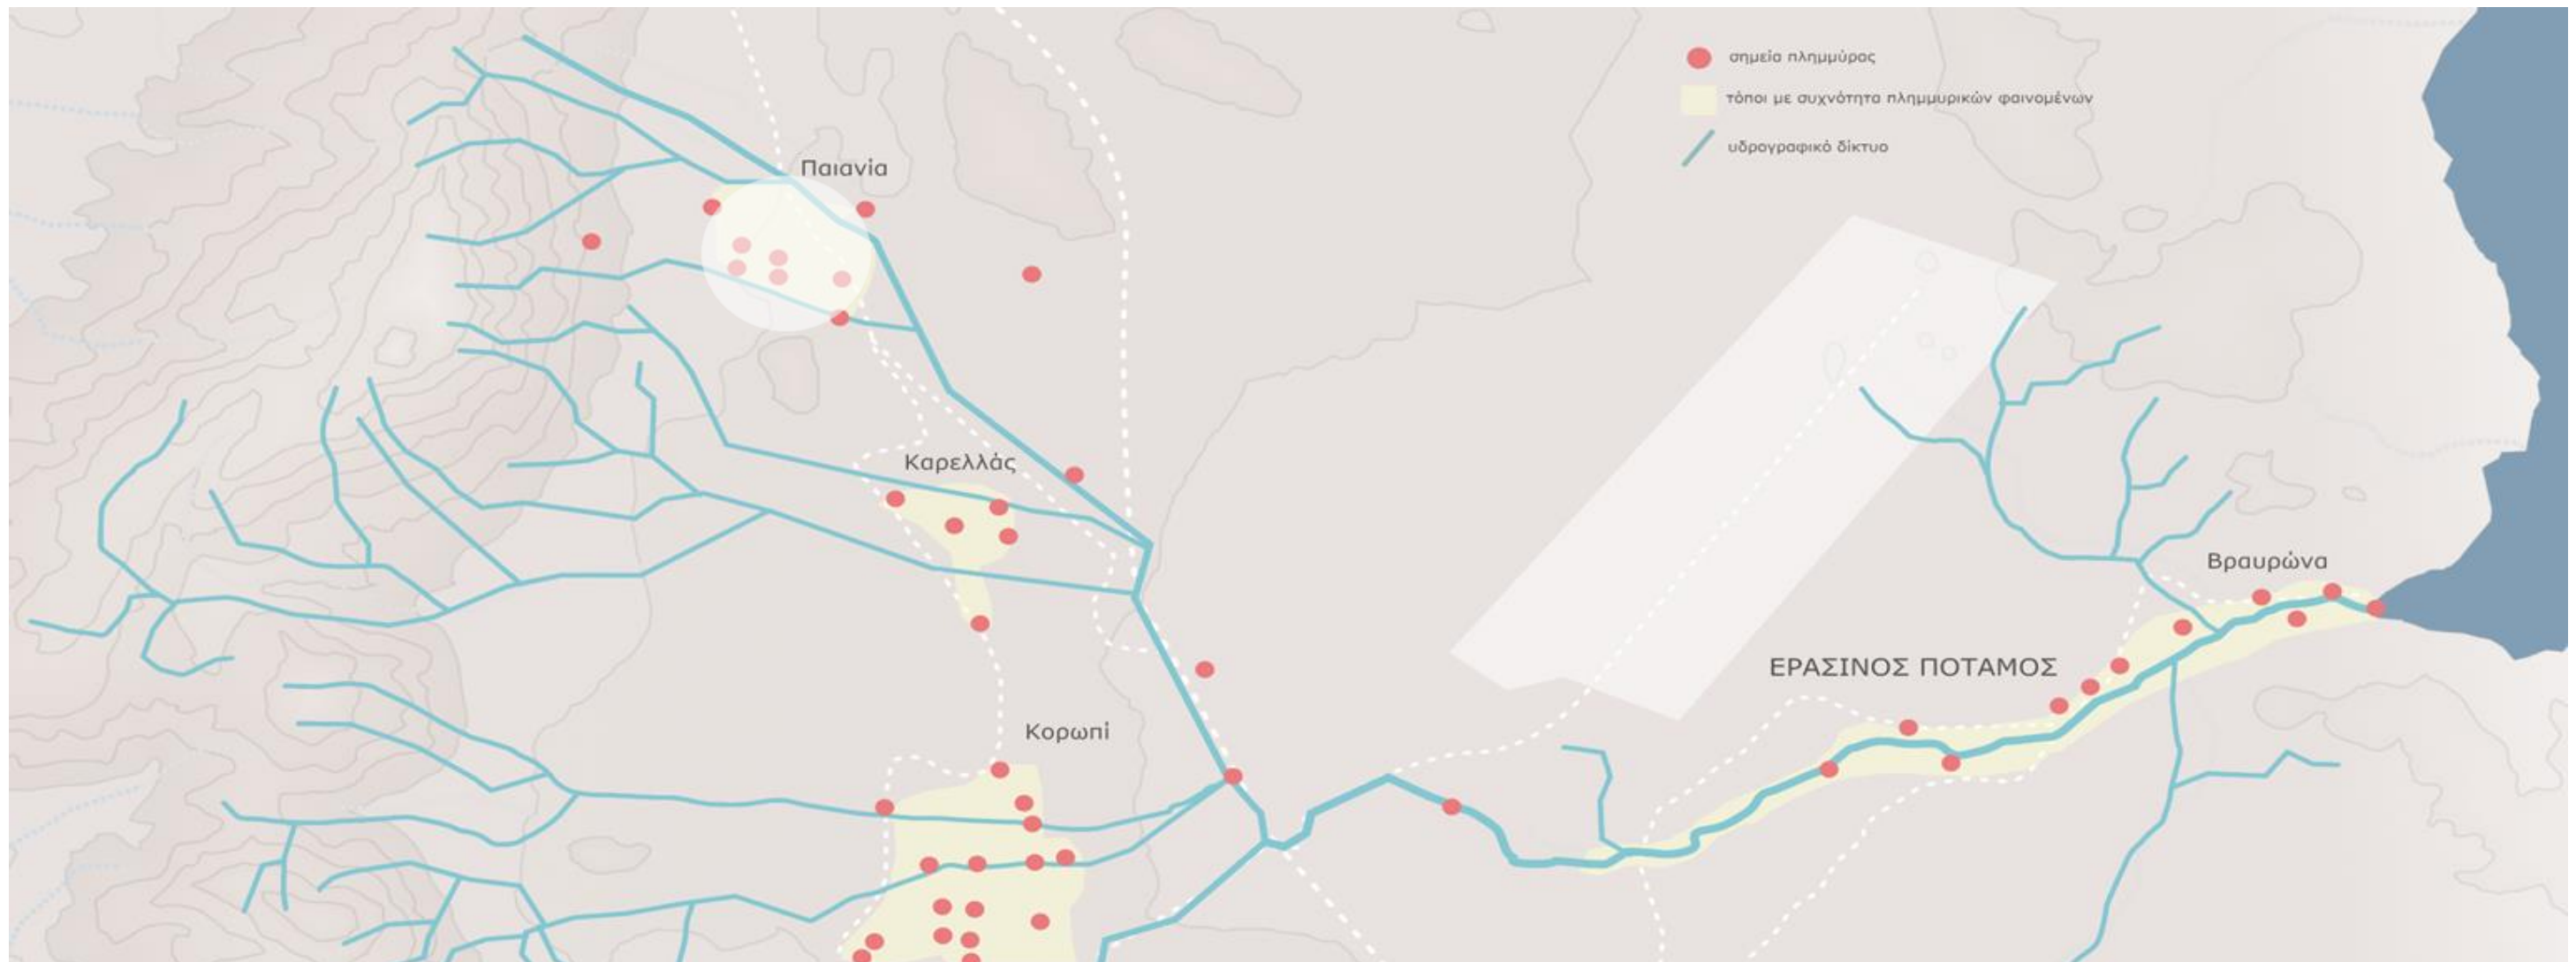 σημεία πλημμύρας
τόποι με συχνότητα πλημμυρικών φαινομένων
υδρογραφικό δίκτυο
Παιανία
Καρελλάς
Βραυρώνα
ΕΡΑΣΙΝΟΣ ΠΟΤΑΜΟΣ
Κορωπί